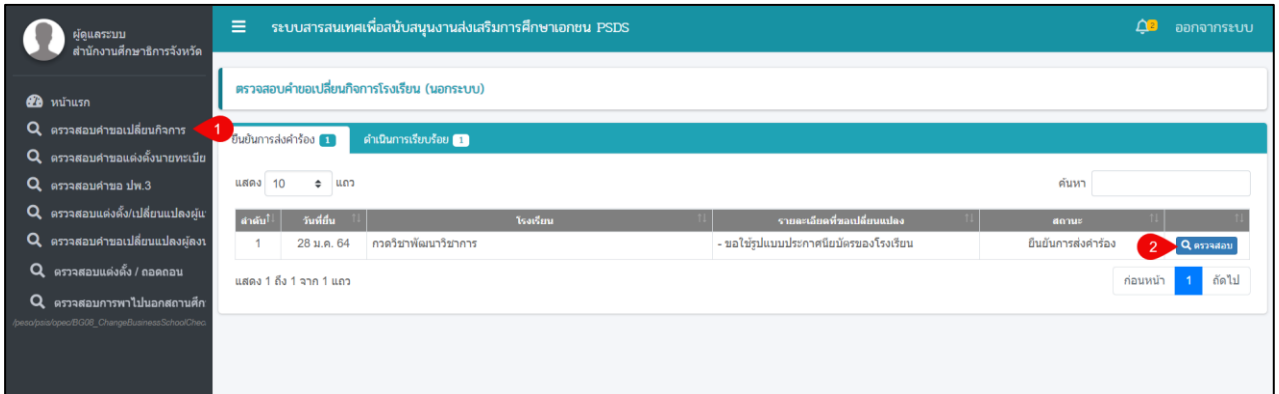 ผู้ดูแลระบบ
สำนักงานศึกษาธิการจังหวัด
ระบบสารสนเทศเพื่อสนับสนุนงานส่งเสริมการศึกษาเอกชน PSDS
2 ออกจากระบบ
หน้าแรก
ตรวจสอบคำขอเปลี่ยนกิจการ 1
ตรวจสอบคำขอแต่งตั้งนายทะเบีย
ตรวจสอบคำขอ ปพ.3
ตรวจสอบแต่งตั้ง/เปลี่ยนแปลงผู้แ
ตรวจสอบคำขอเปลี่ยนแปลงผู้ลงน
ตรวจสอบแต่งตั้ง / ถอดถอน
ตรวจสอบการพาไปนอกสถานศึก
/pesa/psis/opec/BG08_ChangeBusinessSchoolChec
ตรวจสอบคำขอเปลี่ยนกิจการโรงเรียน (นอกระบบ)
ยืนยันการส่งคำร้อง 1 ดำเนินการเรียบร้อย 1
แสดง 10 แถว ค้นหา
ลำดับ วันที่ยื่น โรงเรียน รายละเอียดที่ขอเปลี่ยนแปลง สถานะ
1 28 ม.ค. 64 กวดวิชาพัฒนาวิชาการ - ขอใช้รูปแบบประกาศนียบัตรของโรงเรียน ยืนยันการส่งคำร้อง 2 ตรวจสอบ
แสดง 1 ถึง 1 จาก 1 แถว ก่อนหน้า 1 ถัดไป